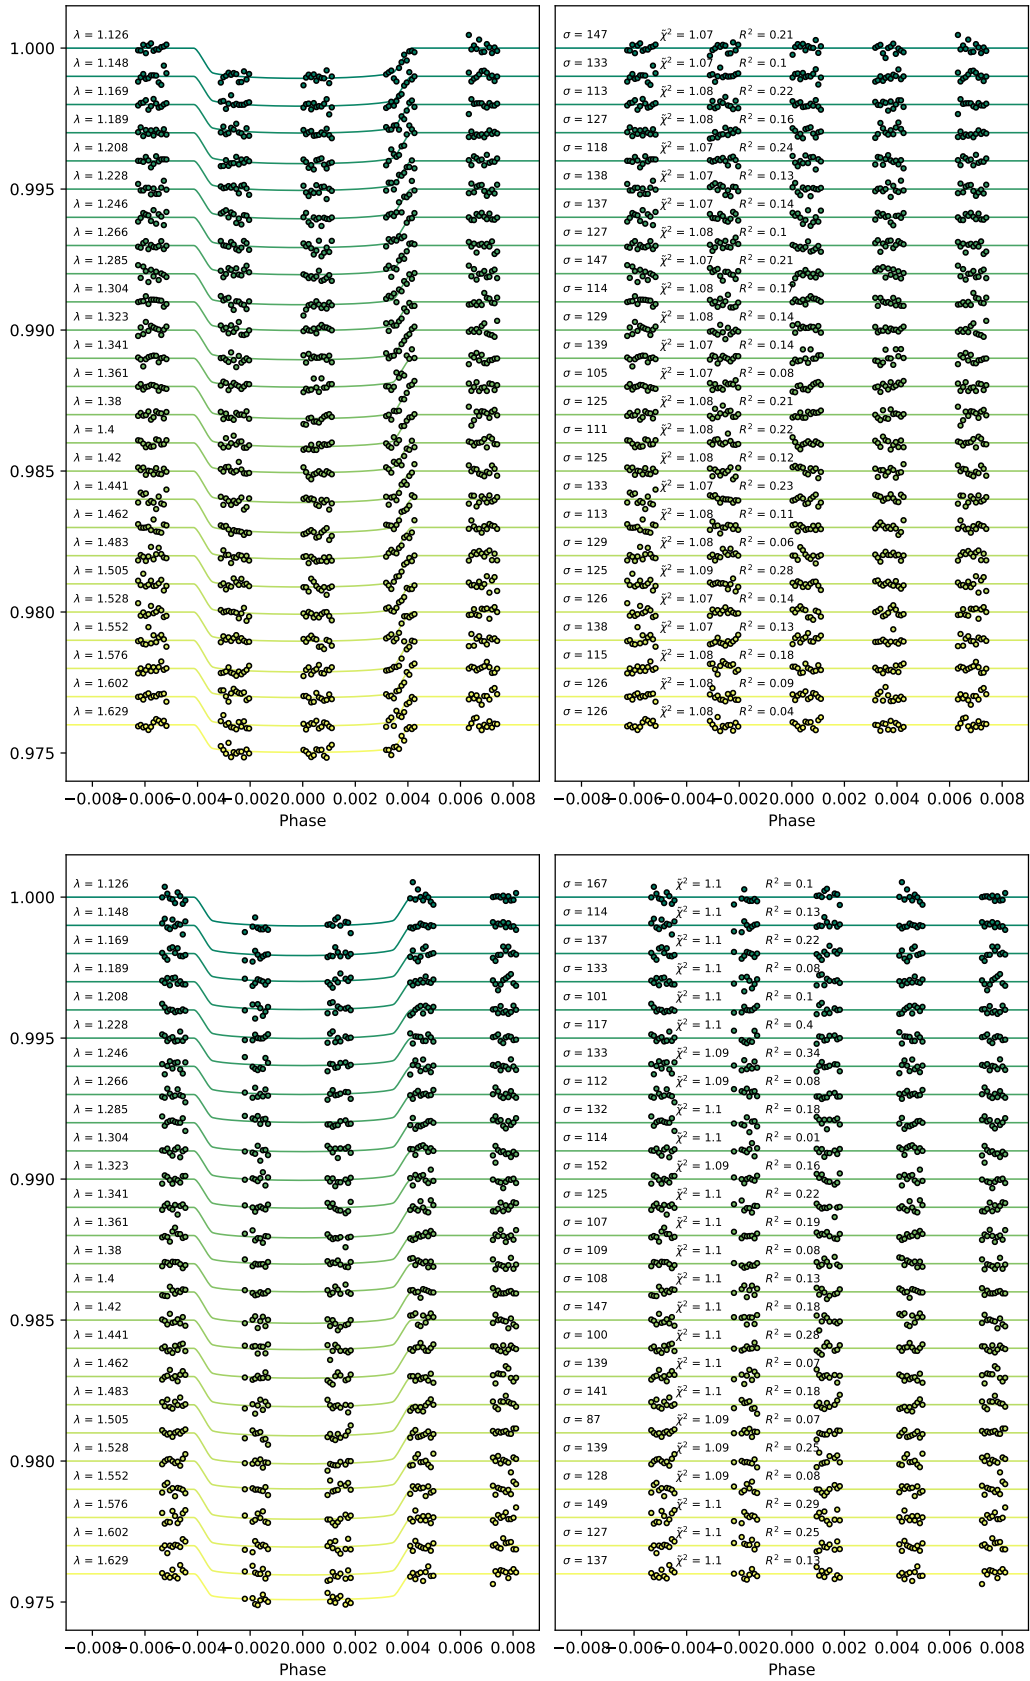 λ = 1.126 σ = 147 χ̃² = 1.07 R² = 0.21
1.000
λ = 1.148 σ = 133 χ̃² = 1.07 R² = 0.1
λ = 1.169 σ = 113 χ̃² = 1.08 R² = 0.22
λ = 1.189 σ = 127 χ̃² = 1.08 R² = 0.16
λ = 1.208 σ = 118 χ̃² = 1.07 R² = 0.24
0.995
λ = 1.228 σ = 138 χ̃² = 1.07 R² = 0.13
λ = 1.246 σ = 137 χ̃² = 1.07 R² = 0.14
λ = 1.266 σ = 127 χ̃² = 1.08 R² = 0.1
λ = 1.285 σ = 147 χ̃² = 1.07 R² = 0.21
λ = 1.304 σ = 114 χ̃² = 1.08 R² = 0.17
λ = 1.323 σ = 129 χ̃² = 1.08 R² = 0.14
0.990
λ = 1.341 σ = 139 χ̃² = 1.07 R² = 0.14
λ = 1.361 σ = 105 χ̃² = 1.07 R² = 0.08
λ = 1.38 σ = 125 χ̃² = 1.08 R² = 0.21
λ = 1.4 σ = 111 χ̃² = 1.08 R² = 0.22
λ = 1.42 σ = 125 χ̃² = 1.08 R² = 0.12
0.985
λ = 1.441 σ = 133 χ̃² = 1.07 R² = 0.23
λ = 1.462 σ = 113 χ̃² = 1.08 R² = 0.11
λ = 1.483 σ = 129 χ̃² = 1.08 R² = 0.06
λ = 1.505 σ = 125 χ̃² = 1.09 R² = 0.28
λ = 1.528 σ = 126 χ̃² = 1.07 R² = 0.14
0.980
λ = 1.552 σ = 138 χ̃² = 1.07 R² = 0.13
λ = 1.576 σ = 115 χ̃² = 1.08 R² = 0.18
λ = 1.602 σ = 126 χ̃² = 1.08 R² = 0.09
λ = 1.629 σ = 126 χ̃² = 1.08 R² = 0.04
0.975
−0.008 −0.006 −0.004 −0.002 0.000 0.002 0.004 0.006 0.008 −0.008 −0.006 −0.004 −0.002 0.000 0.002 0.004 0.006 0.008
Phase Phase
λ = 1.126 σ = 167 χ̃² = 1.1 R² = 0.1
1.000
λ = 1.148 σ = 114 χ̃² = 1.1 R² = 0.13
λ = 1.169 σ = 137 χ̃² = 1.1 R² = 0.22
λ = 1.189 σ = 133 χ̃² = 1.1 R² = 0.08
λ = 1.208 σ = 101 χ̃² = 1.1 R² = 0.1
λ = 1.228 σ = 117 χ̃² = 1.1 R² = 0.4
0.995
λ = 1.246 σ = 133 χ̃² = 1.09 R² = 0.34
λ = 1.266 σ = 112 χ̃² = 1.09 R² = 0.08
λ = 1.285 σ = 132 χ̃² = 1.1 R² = 0.18
λ = 1.304 σ = 114 χ̃² = 1.1 R² = 0.01
λ = 1.323 σ = 152 χ̃² = 1.09 R² = 0.16
0.990
λ = 1.341 σ = 125 χ̃² = 1.1 R² = 0.22
λ = 1.361 σ = 107 χ̃² = 1.1 R² = 0.19
λ = 1.38 σ = 109 χ̃² = 1.1 R² = 0.08
λ = 1.4 σ = 108 χ̃² = 1.1 R² = 0.13
λ = 1.42 σ = 147 χ̃² = 1.1 R² = 0.18
0.985
λ = 1.441 σ = 100 χ̃² = 1.1 R² = 0.28
λ = 1.462 σ = 139 χ̃² = 1.1 R² = 0.07
λ = 1.483 σ = 141 χ̃² = 1.1 R² = 0.18
λ = 1.505 σ = 87 χ̃² = 1.09 R² = 0.07
λ = 1.528 σ = 139 χ̃² = 1.09 R² = 0.25
0.980
λ = 1.552 σ = 128 χ̃² = 1.09 R² = 0.08
λ = 1.576 σ = 149 χ̃² = 1.1 R² = 0.29
λ = 1.602 σ = 127 χ̃² = 1.1 R² = 0.25
λ = 1.629 σ = 137 χ̃² = 1.1 R² = 0.13
0.975
−0.008 −0.006 −0.004 −0.002 0.000 0.002 0.004 0.006 0.008 −0.008 −0.006 −0.004 −0.002 0.000 0.002 0.004 0.006 0.008
Phase Phase